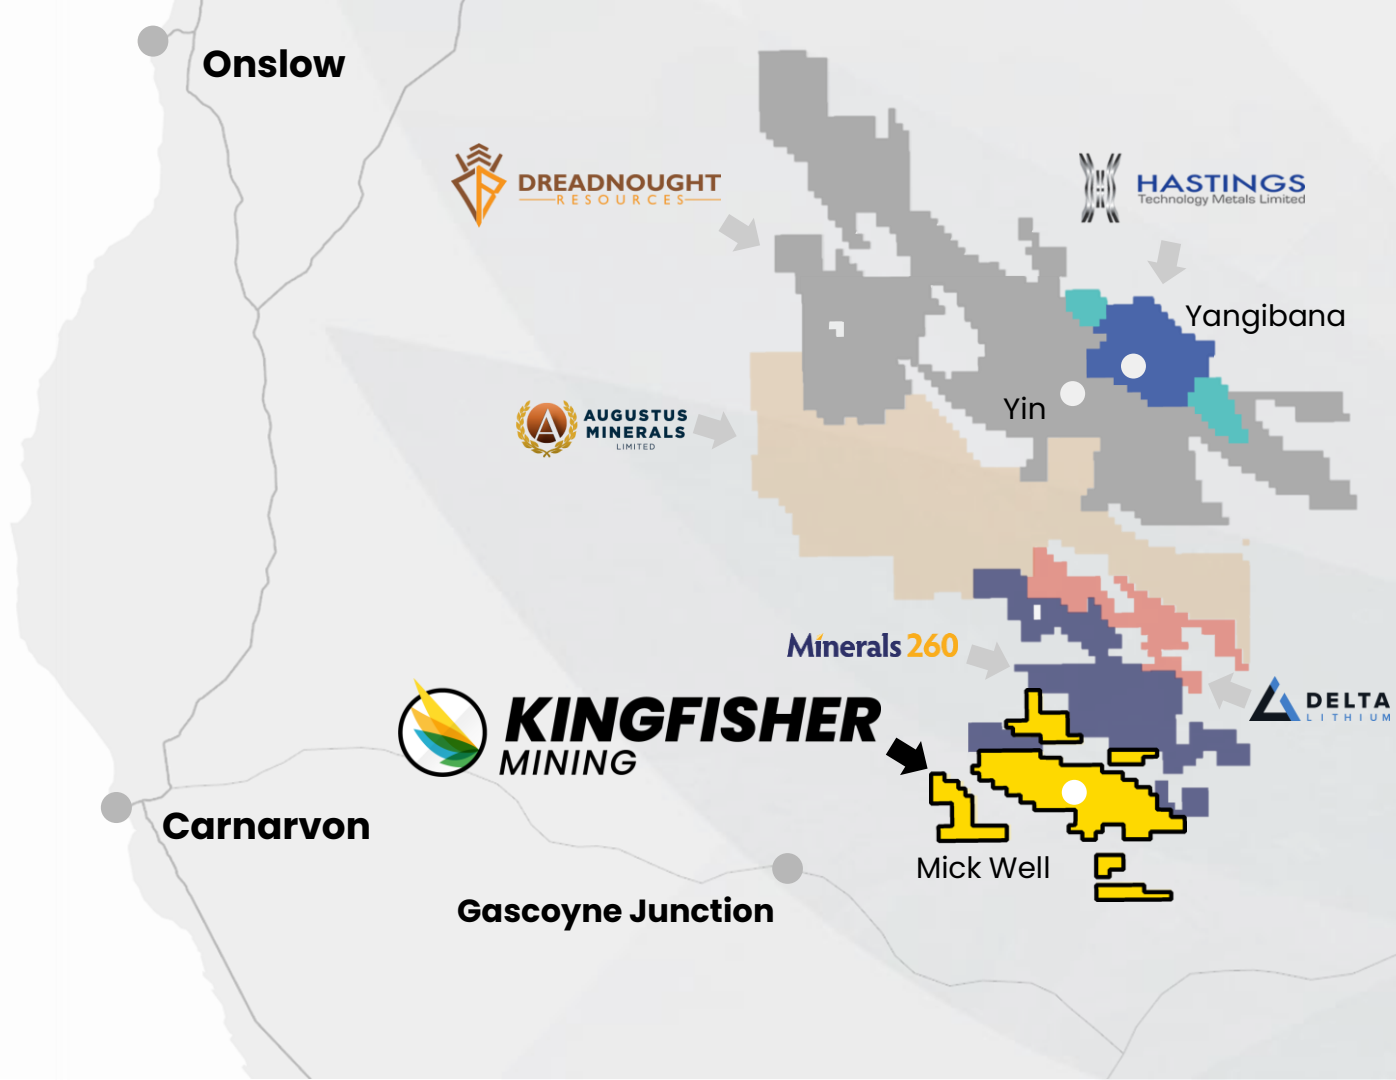 Onslow
DREADNOUGHT
RESOURCES
HASTINGS
Technology Metals Limited
Yangibana
Yin
AUGUSTUS
MINERALS
LIMITED
Minerals 260
DELTA
LITHIUM
KINGFISHER
MINING
Carnarvon
Mick Well
Gascoyne Junction